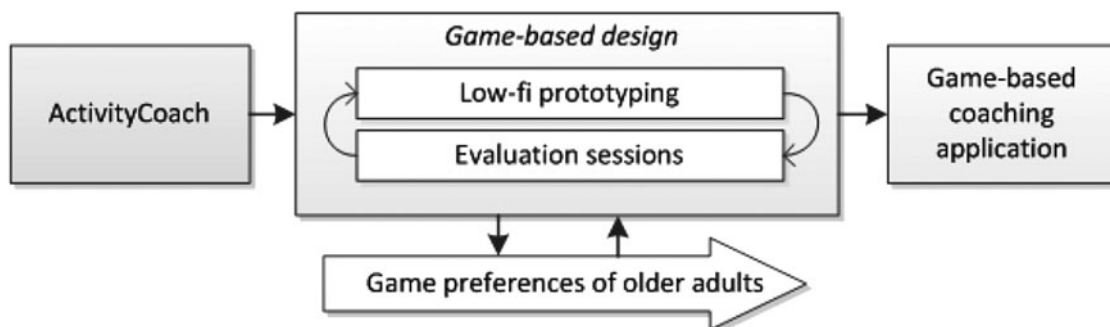 Game-based design
ActivityCoach
Low-fi prototyping
Evaluation sessions
Game-based
coaching
application
Game preferences of older adults